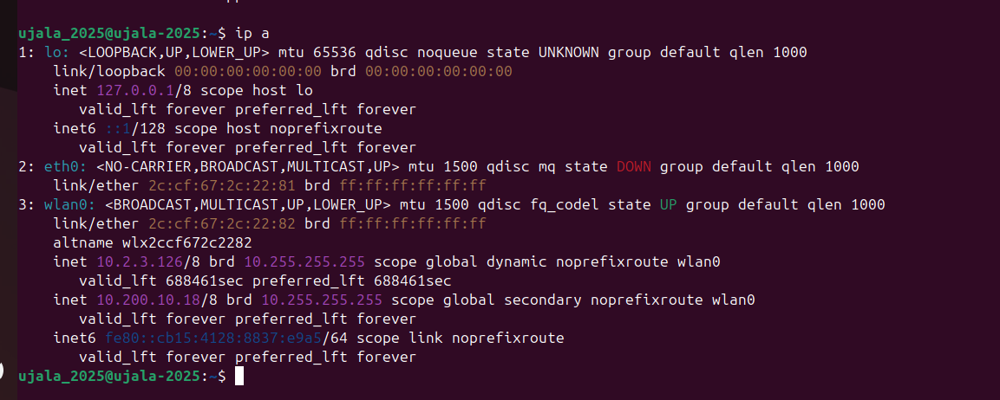 ujala_2025@ujala-2025:~$ ip a
1: lo: <LOOPBACK,UP,LOWER_UP> mtu 65536 qdisc noqueue state UNKNOWN group default qlen 1000
    link/loopback 00:00:00:00:00:00 brd 00:00:00:00:00:00
    inet 127.0.0.1/8 scope host lo
       valid_lft forever preferred_lft forever
    inet6 ::1/128 scope host noprefixroute
       valid_lft forever preferred_lft forever
2: eth0: <NO-CARRIER,BROADCAST,MULTICAST,UP> mtu 1500 qdisc mq state DOWN group default qlen 1000
    link/ether 2c:cf:67:2c:22:81 brd ff:ff:ff:ff:ff:ff
3: wlan0: <BROADCAST,MULTICAST,UP,LOWER_UP> mtu 1500 qdisc fq_codel state UP group default qlen 1000
    link/ether 2c:cf:67:2c:22:82 brd ff:ff:ff:ff:ff:ff
    altname wlx2ccf672c2282
    inet 10.2.3.126/8 brd 10.255.255.255 scope global dynamic noprefixroute wlan0
       valid_lft 688461sec preferred_lft 688461sec
    inet 10.200.10.18/8 brd 10.255.255.255 scope global secondary noprefixroute wlan0
       valid_lft forever preferred_lft forever
    inet6 fe80::cb15:4128:8837:e9a5/64 scope link noprefixroute
       valid_lft forever preferred_lft forever
ujala_2025@ujala-2025:~$